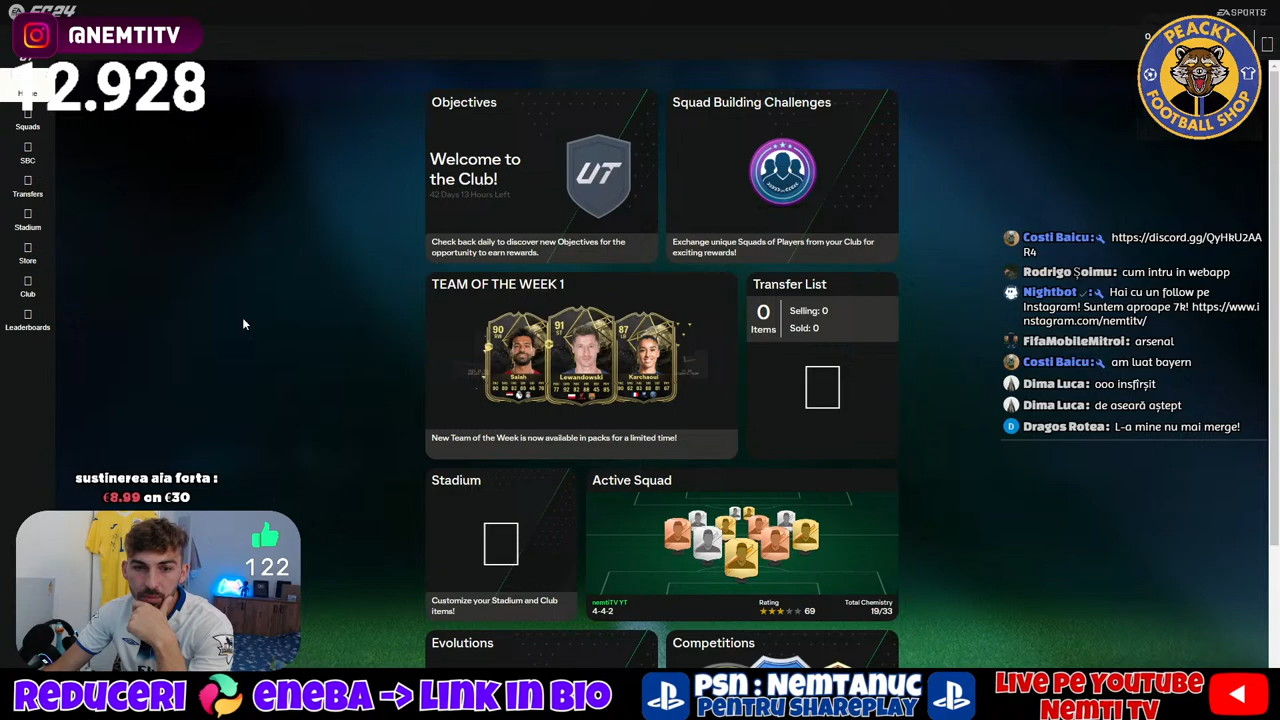 FC24
EA SPORTS
@NEMTITV
12.928
PEACKY
FOOTBALL SHOP
Squads
SBC
Transfers
Stadium
Store
Club
Leaderboards
Objectives
Welcome to
the Club!
42 Days 13 Hours Left
UT
Check back daily to discover new Objectives for the
opportunity to earn rewards.
Squad Building Challenges
Exchange unique Squads of Players from your Club for
exciting rewards!
TEAM OF THE WEEK 1
90
Salah
91
Lewandowski
87
Karchaoui
New Team of the Week is now available in packs for a limited time!
Transfer List
0
Items
Selling: 0
Sold: 0
Stadium
Customize your Stadium and Club
items!
Active Squad
nemtiTV YT
4-4-2
Rating
69
Total Chemistry
19/33
Evolutions
Competitions
Costi Baicu: https://discord.gg/QyHkU2AA
R4
Rodrigo Șoimu: cum intru in webapp
Nightbot: Hai cu un follow pe
Instagram! Suntem aproape 7k! https://www.i
nstagram.com/nemtitv/
FifaMobileMitroi: arsenal
Costi Baicu: am luat bayern
Dima Luca: ooo insfîrșit
Dima Luca: de aseară aștept
D Dragos Rotea: L-a mine nu mai merge!
sustinerea aia forta :
€8.99 on €30
122
REDUCERI ENEBA -> LINK IN BIO
PSN : NEMTANUC
PENTRU SHAREPLAY
LIVE PE YOUTUBE
NEMTI TV